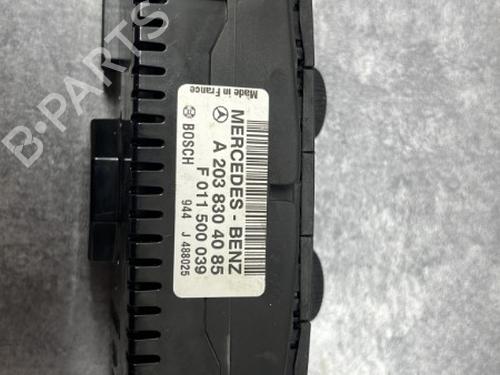 Made in France
MERCEDES - BENZ
A 203 830 40 85
F 011 500 039
BOSCH 944 J 488025
B-PARTS